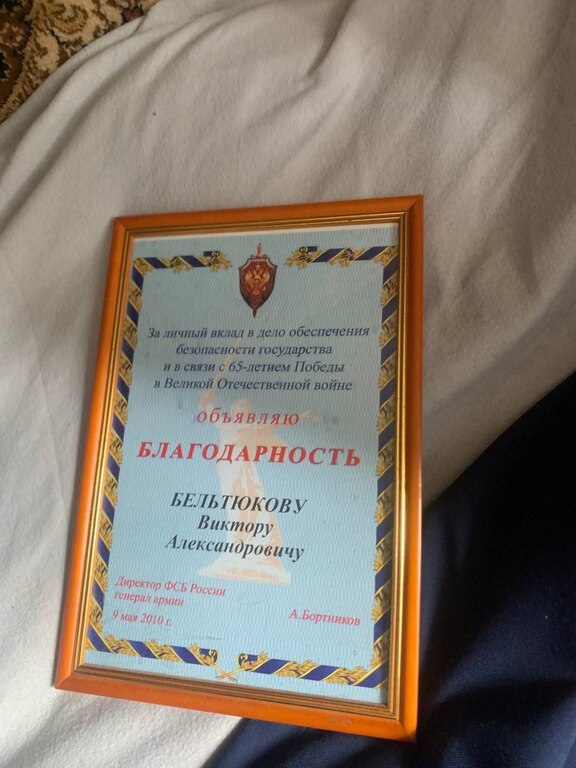 За личный вклад в дело обеспечения
безопасности государства
и в связи с 65-летием Победы
в Великой Отечественной войне
объявляю
БЛАГОДАРНОСТЬ
БЕЛЬТЮКОВУ
Виктору
Александровичу
Директор ФСБ России
генерал армии
А.Бортников
9 мая 2010 г.